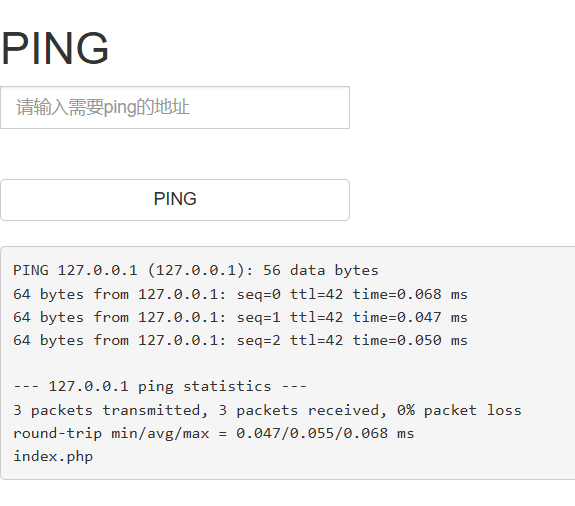 PING
请输入需要ping的地址
PING
PING 127.0.0.1 (127.0.0.1): 56 data bytes
64 bytes from 127.0.0.1: seq=0 ttl=42 time=0.068 ms
64 bytes from 127.0.0.1: seq=1 ttl=42 time=0.047 ms
64 bytes from 127.0.0.1: seq=2 ttl=42 time=0.050 ms
--- 127.0.0.1 ping statistics ---
3 packets transmitted, 3 packets received, 0% packet loss
round-trip min/avg/max = 0.047/0.055/0.068 ms
index.php